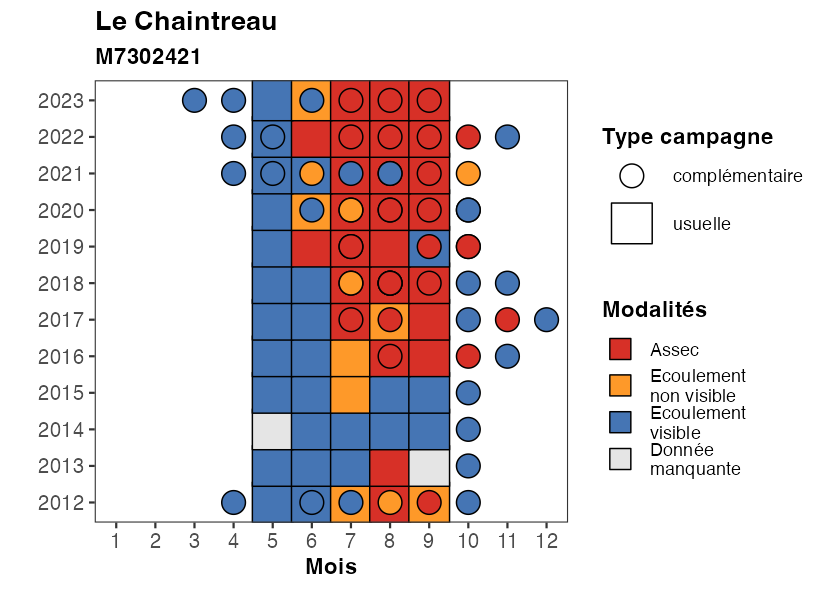 Le Chaintreau
M7302421
2023
2022
2021
2020
2019
2018
2017
2016
2015
2014
2013
2012
1 2 3 4 5 6 7 8 9 10 11 12
Mois
Type campagne
complémentaire
usuelle
Modalités
Assec
Ecoulement
non visible
Ecoulement
visible
Donnée
manquante